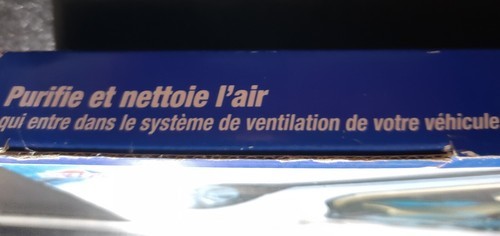 Purifie et nettoie l'air
qui entre dans le système de ventilation de votre véhicule